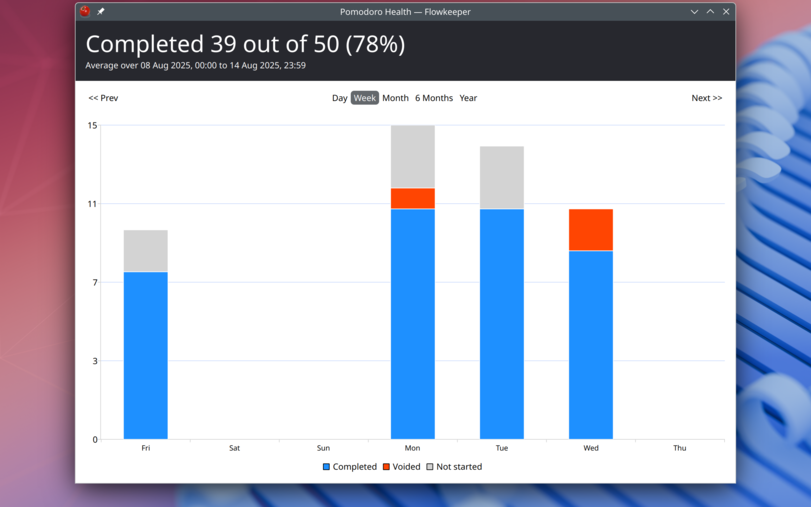 Pomodoro Health — Flowkeeper
Completed 39 out of 50 (78%)
Average over 08 Aug 2025, 00:00 to 14 Aug 2025, 23:59
<< Prev Day Week Month 6 Months Year Next >>
15
11
7
3
0
Fri Sat Sun Mon Tue Wed Thu
Completed Voided Not started